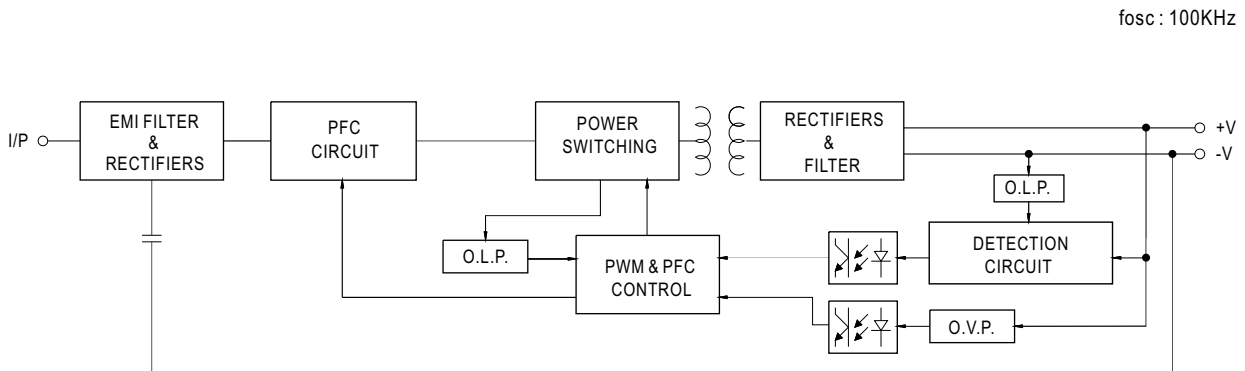 fosc : 100KHz
I/P
EMI FILTER
&
RECTIFIERS
PFC
CIRCUIT
POWER
SWITCHING
RECTIFIERS
&
FILTER
+V
-V
O.L.P.
O.L.P.
PWM & PFC
CONTROL
DETECTION
CIRCUIT
O.V.P.